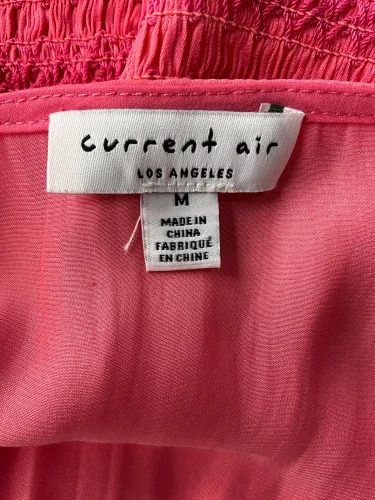 current air
LOS ANGELES
M
MADE IN
CHINA
FABRIQUÉ
EN CHINE